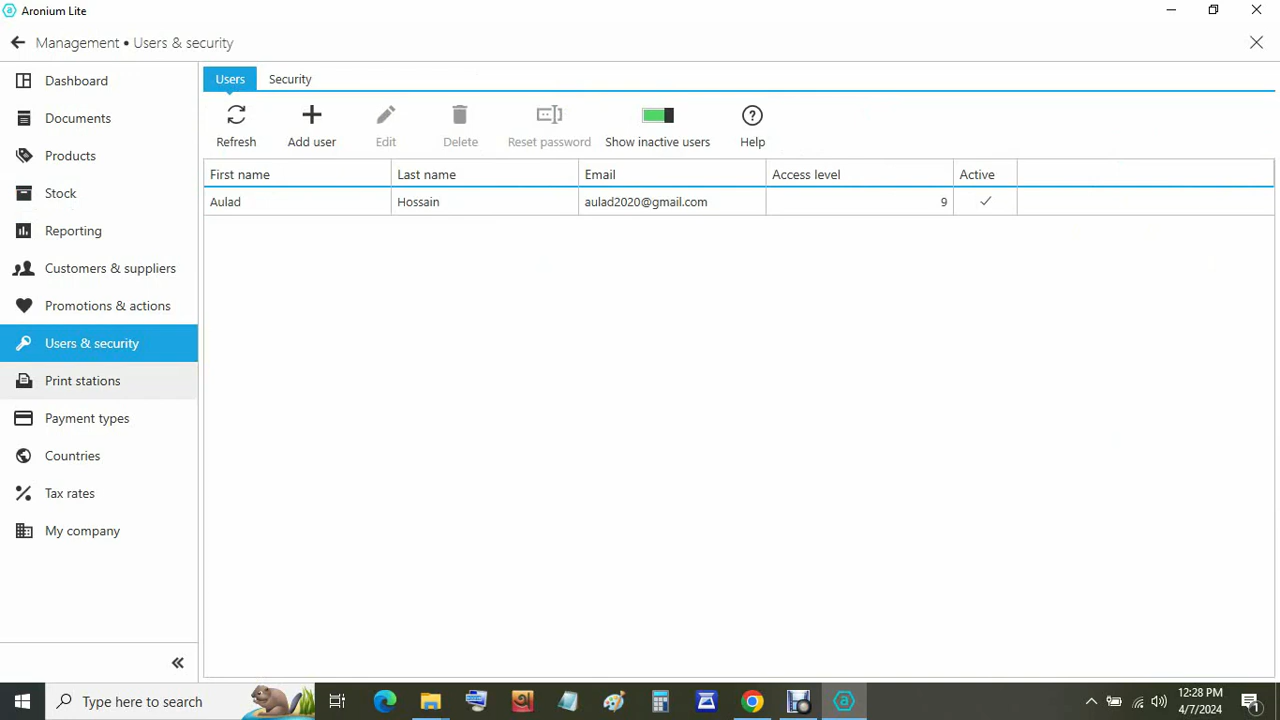 Aronium Lite
Management • Users & security
Dashboard
Documents
Products
Stock
Reporting
Customers & suppliers
Promotions & actions
Users & security
Print stations
Payment types
Countries
Tax rates
My company
Users Security
Refresh Add user Edit Delete Reset password Show inactive users Help
First name Last name Email Access level Active
Aulad Hossain aulad2020@gmail.com 9
Type here to search
12:28 PM
4/7/2024
1